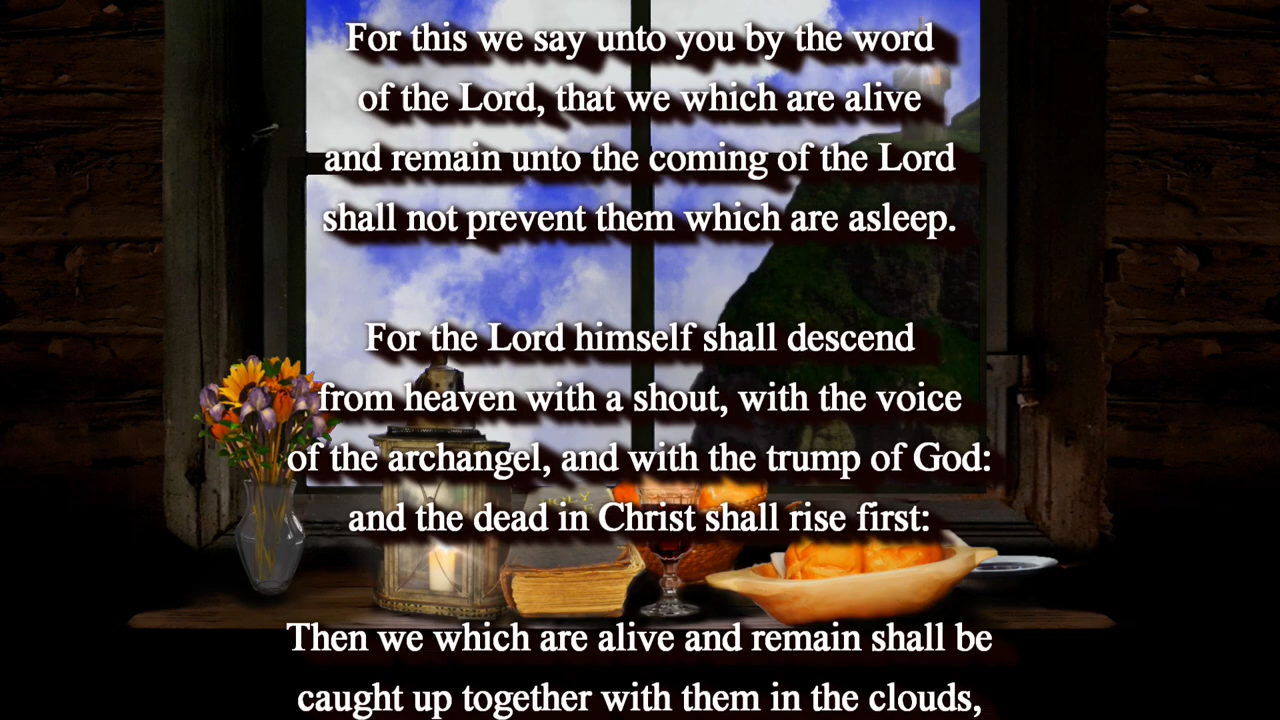 For this we say unto you by the word
of the Lord, that we which are alive
and remain unto the coming of the Lord
shall not prevent them which are asleep.
For the Lord himself shall descend
from heaven with a shout, with the voice
of the archangel, and with the trump of God:
HOLY
and the dead in Christ shall rise first:
Then we which are alive and remain shall be
caught up together with them in the clouds,